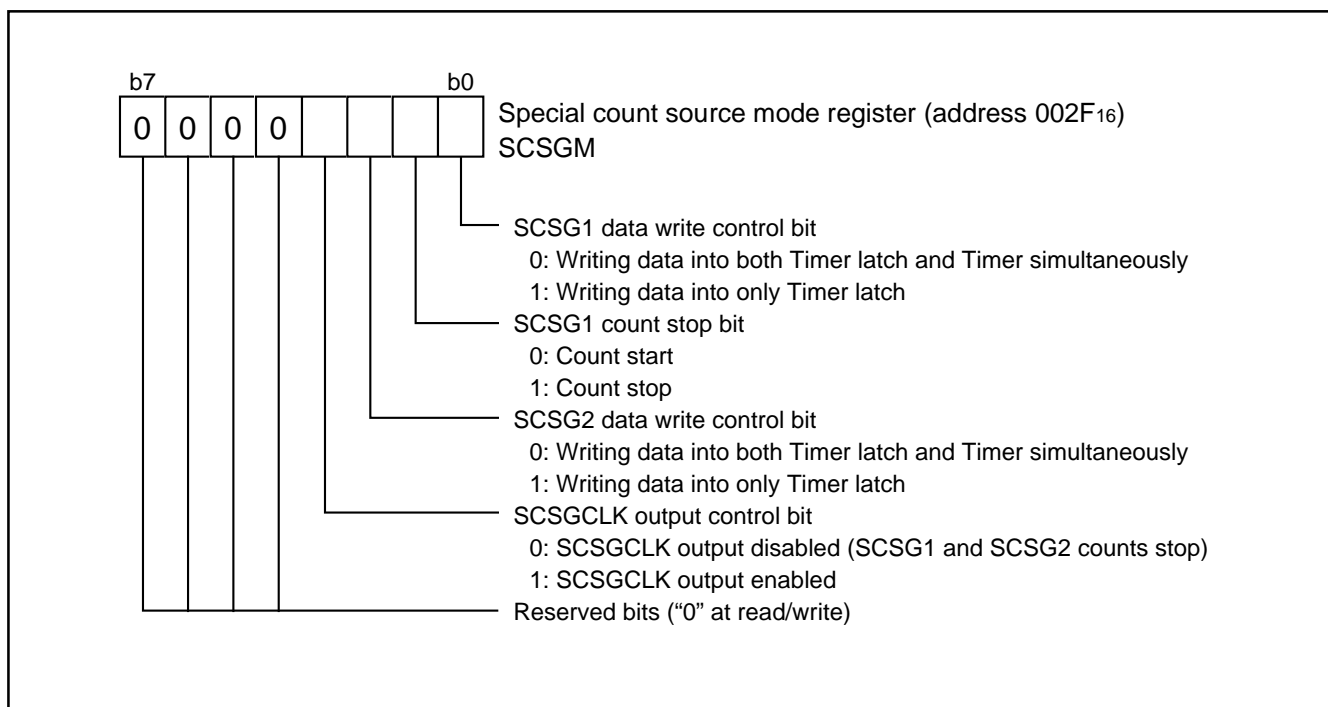 b7 b0
0 0 0 0
Special count source mode register (address 002F16)
SCSGM
SCSG1 data write control bit
0: Writing data into both Timer latch and Timer simultaneously
1: Writing data into only Timer latch
SCSG1 count stop bit
0: Count start
1: Count stop
SCSG2 data write control bit
0: Writing data into both Timer latch and Timer simultaneously
1: Writing data into only Timer latch
SCSGCLK output control bit
0: SCSGCLK output disabled (SCSG1 and SCSG2 counts stop)
1: SCSGCLK output enabled
Reserved bits (“0” at read/write)